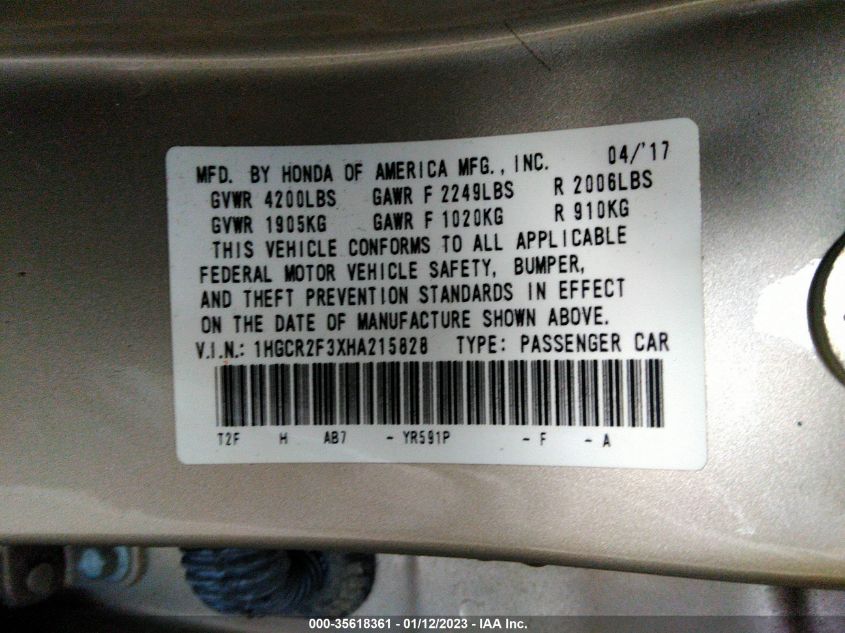 MFD. BY HONDA OF AMERICA MFG., INC. 04/'17
GVWR 4200LBS GAWR F 2249LBS R 2006LBS
GVWR 1905KG GAWR F 1020KG R 910KG
THIS VEHICLE CONFORMS TO ALL APPLICABLE
FEDERAL MOTOR VEHICLE SAFETY, BUMPER,
AND THEFT PREVENTION STANDARDS IN EFFECT
ON THE DATE OF MANUFACTURE SHOWN ABOVE.
V.I.N.: 1HGCR2F3XHA215828 TYPE: PASSENGER CAR
T2F H AB7 - YR591P - F - A
000-35618361 - 01/12/2023 - IAA Inc.